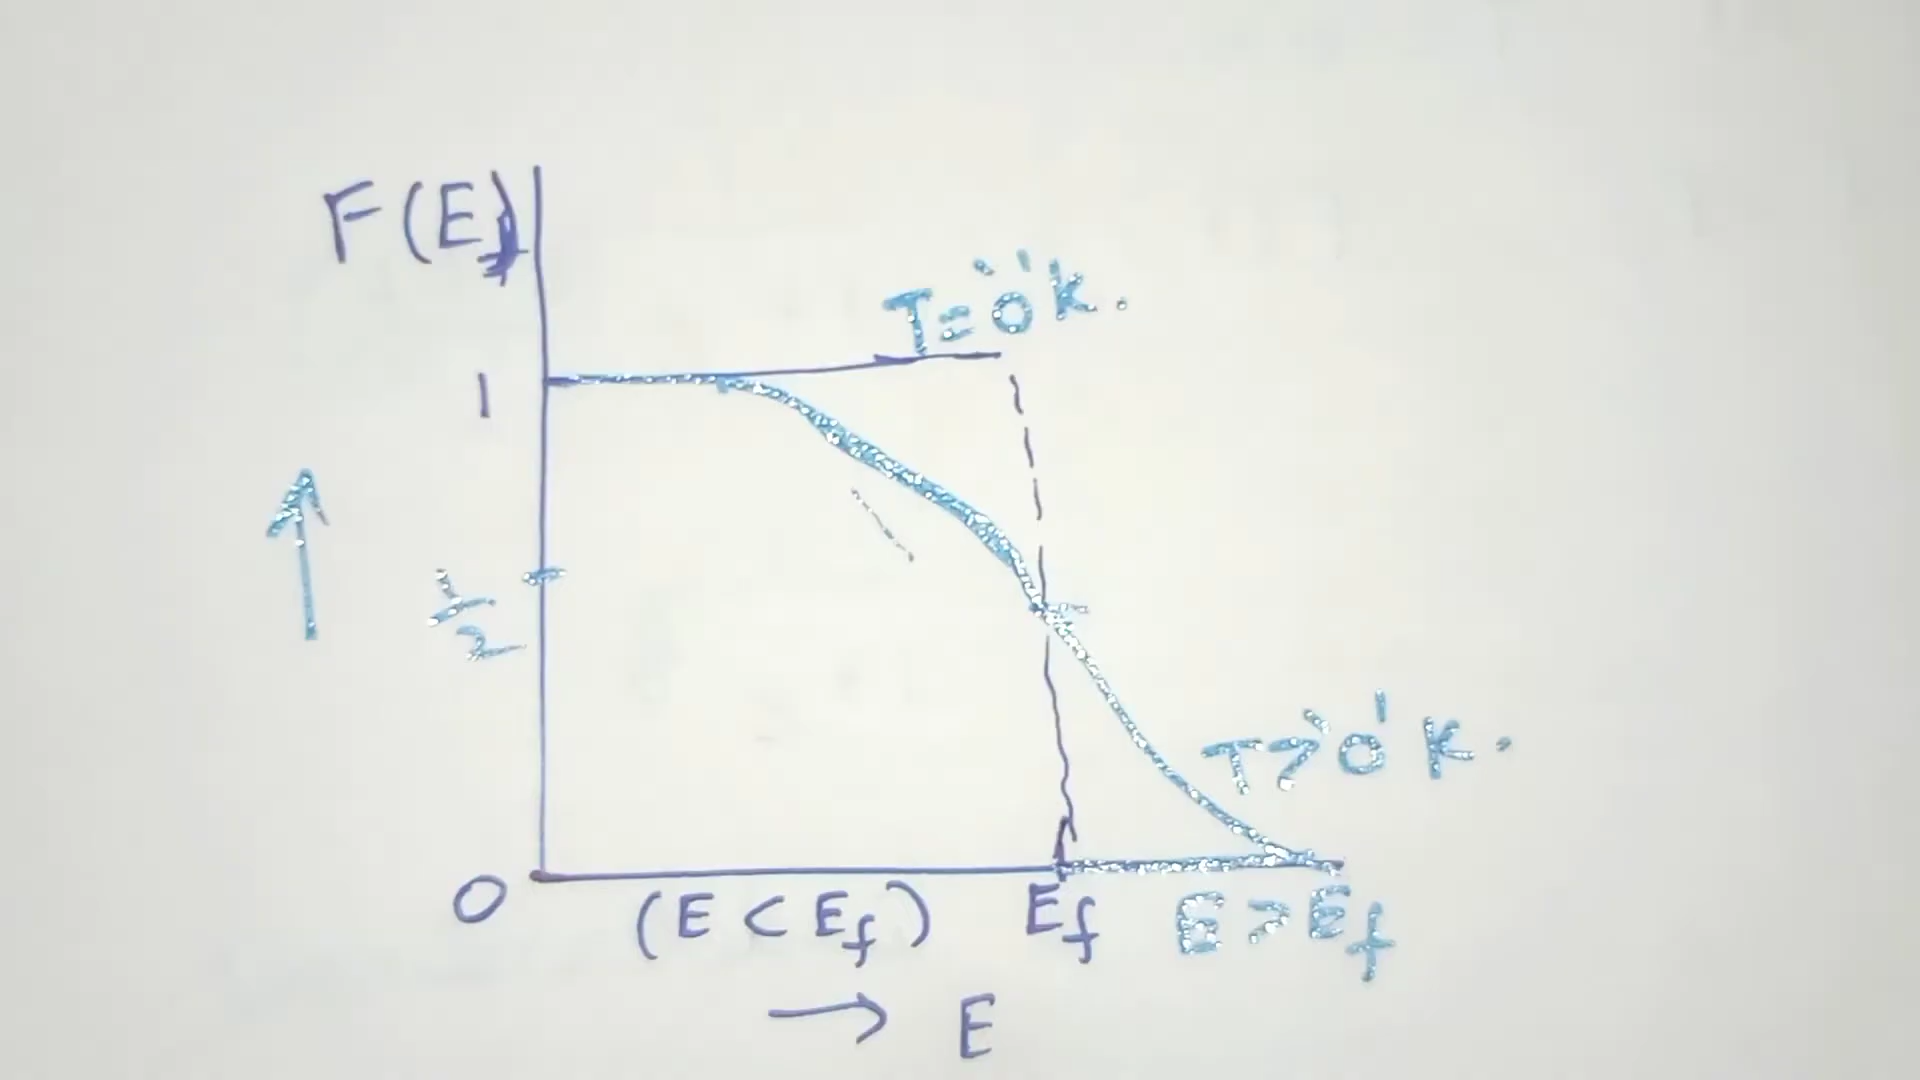 F(E)
T = '0' K.
1
1/2
T > '0' K.
0
(E < Ef) Ef E > Ef
→ E